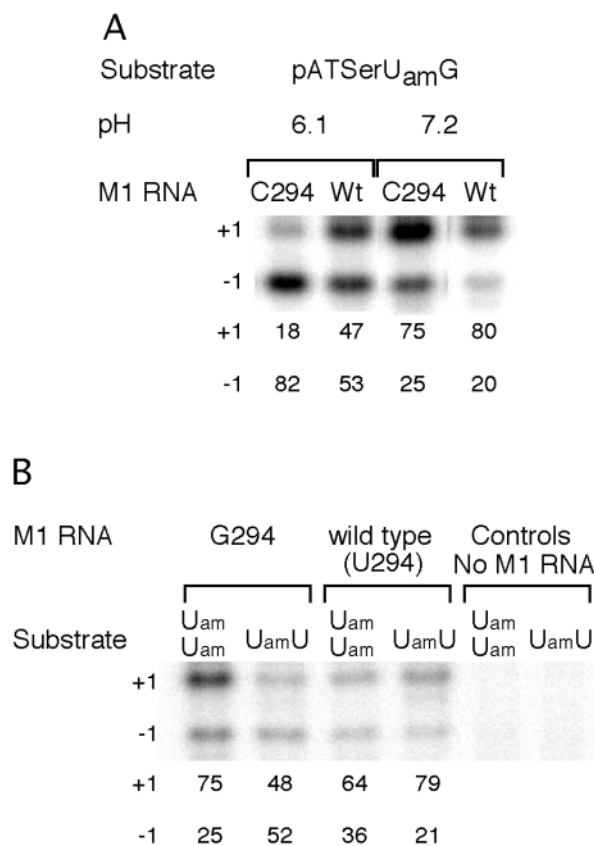 A
Substrate pATSerUamG
pH 6.1 7.2
M1 RNA C294 Wt C294 Wt
+1
-1
+1 18 47 75 80
-1 82 53 25 20
B
M1 RNA G294 wild type (U294) Controls No M1 RNA
Substrate Uam Uam UamU Uam Uam UamU Uam Uam UamU
+1
-1
+1 75 48 64 79
-1 25 52 36 21